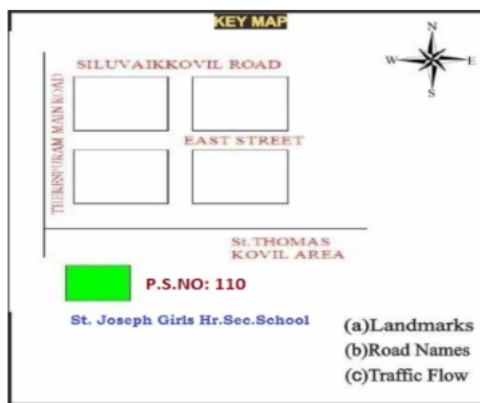 KEY MAP
N
W E
S
SILUVAIKKOVIL ROAD
THEKENPURAM MAIN ROAD
EAST STREET
St. THOMAS
KOVIL AREA
P.S.NO: 110
St. Joseph Girls Hr.Sec.School
(a)Landmarks
(b)Road Names
(c)Traffic Flow